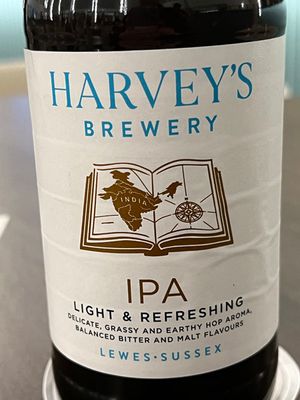 HARVEY'S
BREWERY
INDIA
IPA
LIGHT & REFRESHING
DELICATE, GRASSY AND EARTHY HOP AROMA,
BALANCED BITTER AND MALT FLAVOURS
LEWES·SUSSEX